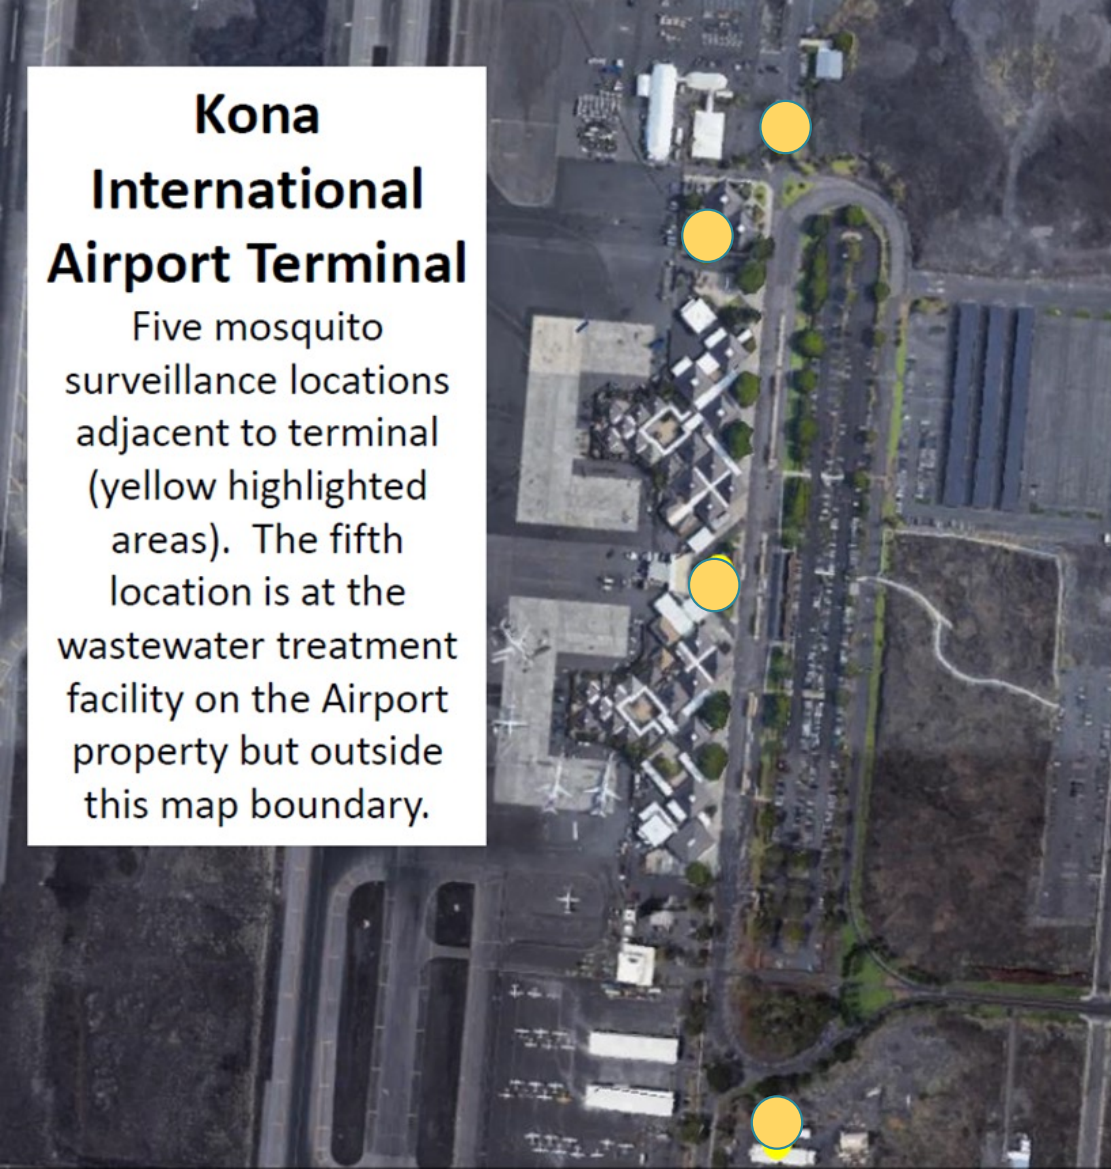 Kona
International
Airport Terminal
Five mosquito
surveillance locations
adjacent to terminal
(yellow highlighted
areas).  The fifth
location is at the
wastewater treatment
facility on the Airport
property but outside
this map boundary.